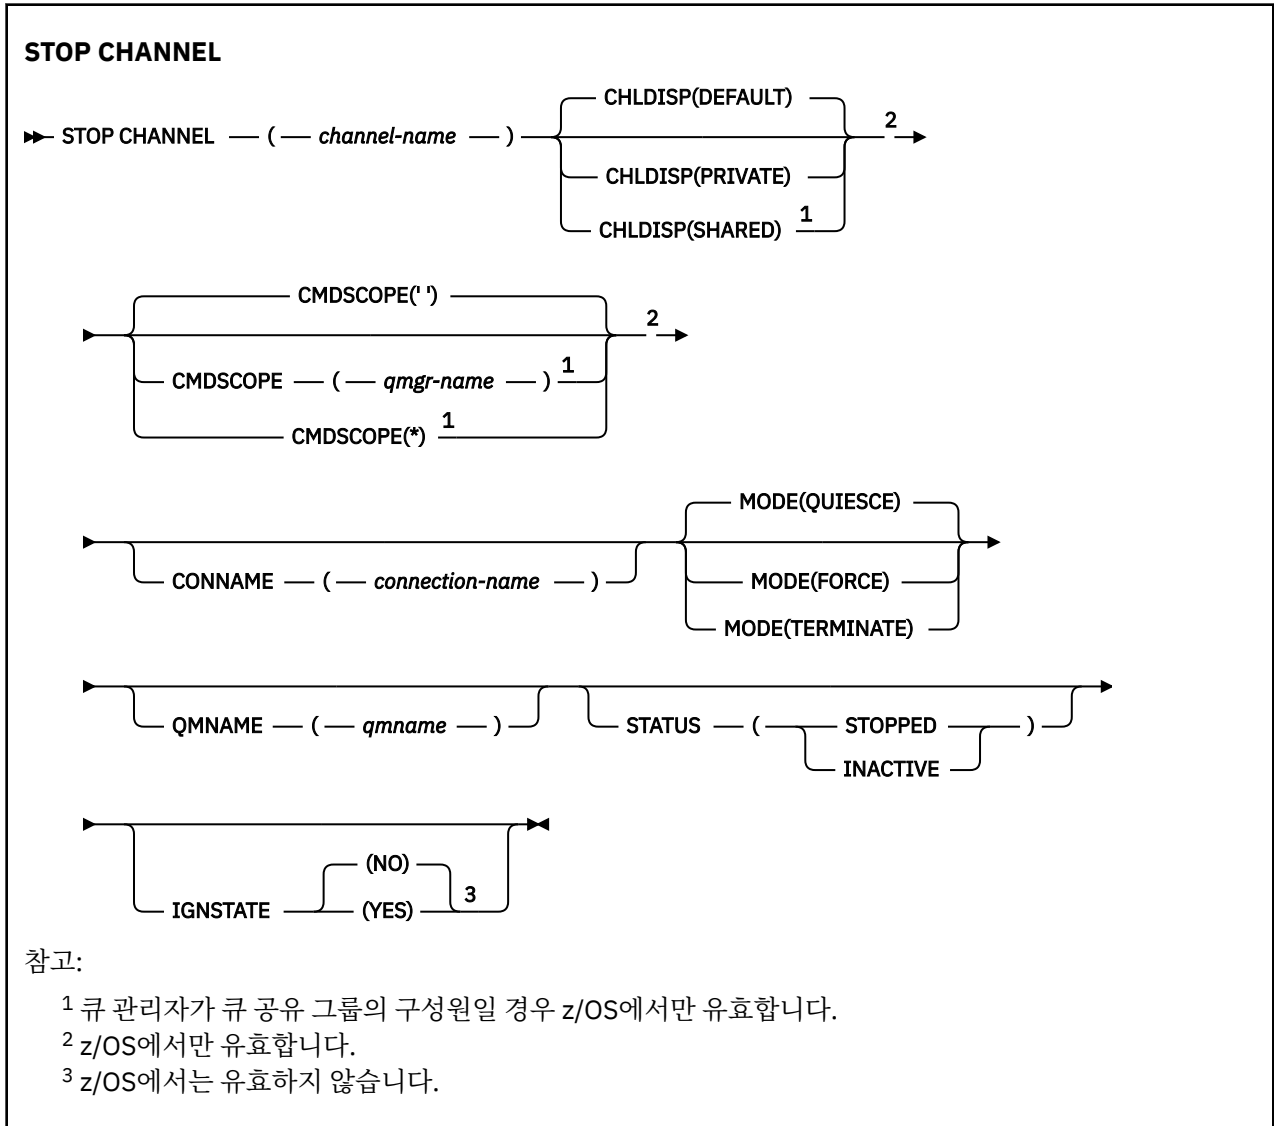 STOP CHANNEL
CHLDISP(DEFAULT)
STOP CHANNEL ( channel-name ) 2
CHLDISP(PRIVATE)
CHLDISP(SHARED) 1
CMDSCOPE(' ')
2
CMDSCOPE ( qmgr-name ) 1
CMDSCOPE(*) 1
MODE(QUIESCE)
CONNAME ( connection-name ) MODE(FORCE)
MODE(TERMINATE)
QMNAME ( qmname ) STATUS ( STOPPED )
INACTIVE
(NO)
IGNSTATE (YES) 3
참고:
1 큐 관리자가 큐 공유 그룹의 구성원일 경우 z/OS에서만 유효합니다.
2 z/OS에서만 유효합니다.
3 z/OS에서는 유효하지 않습니다.